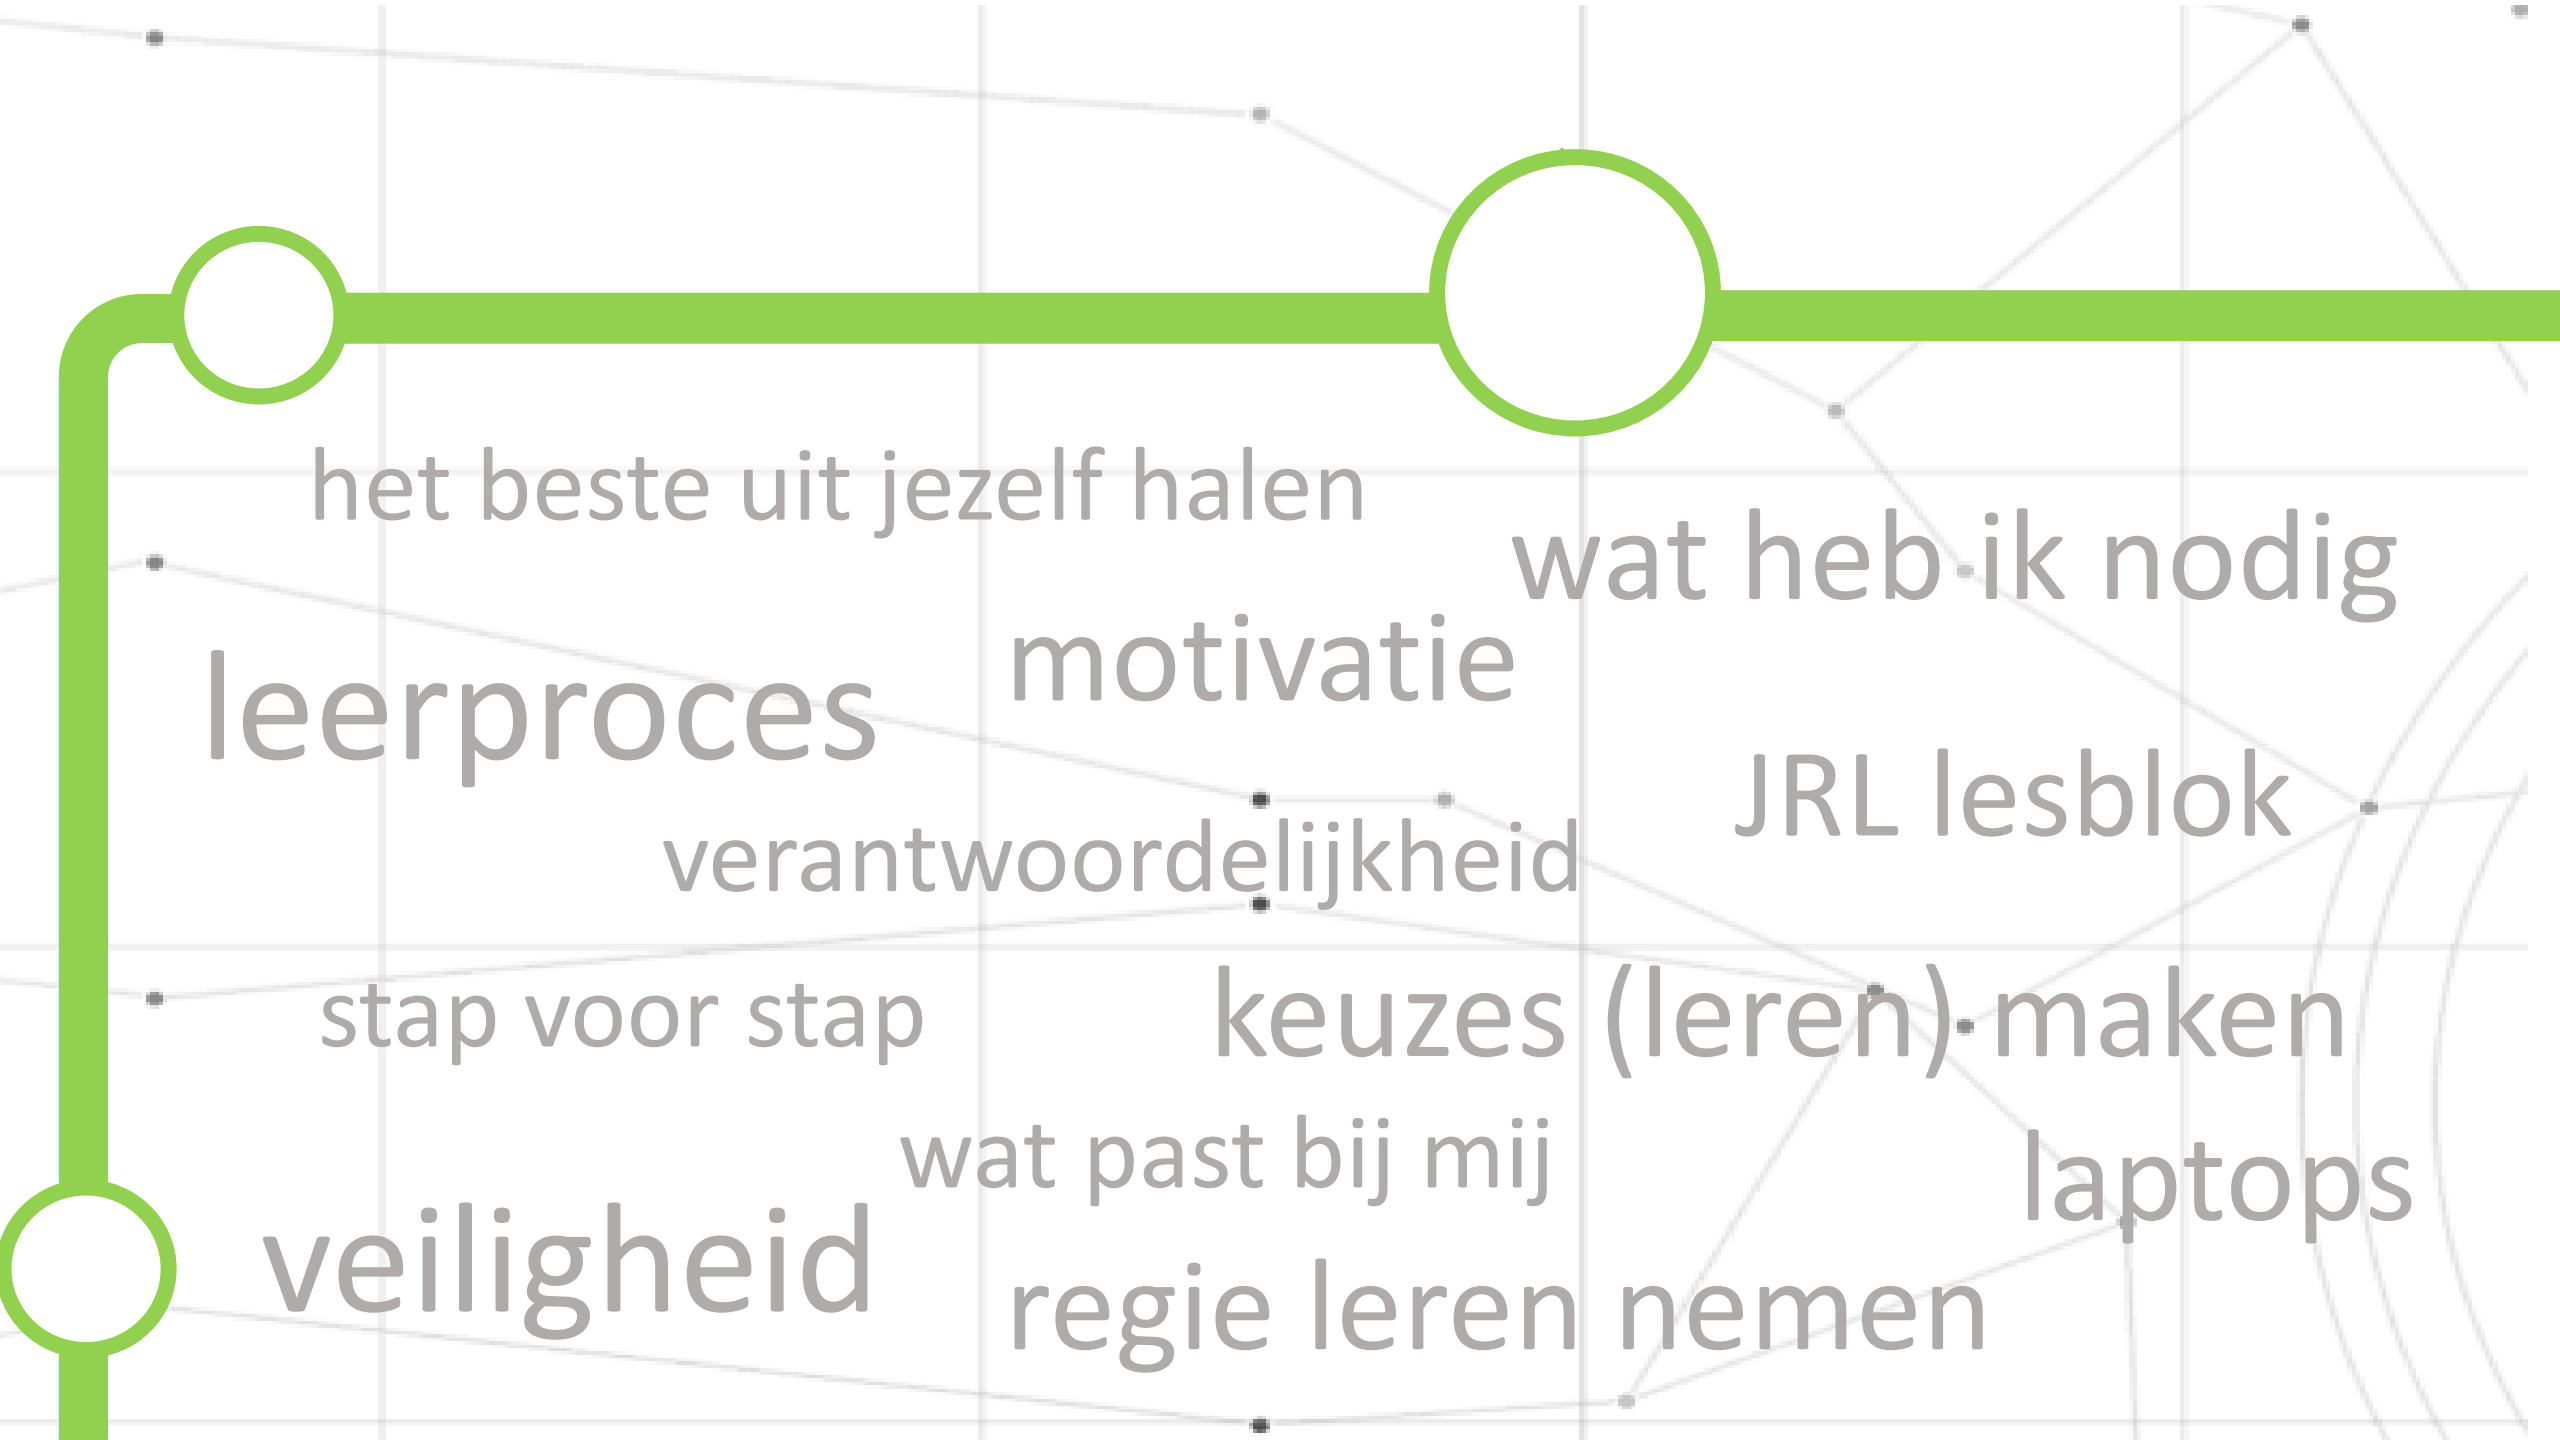 het beste uit jezelf halen
wat heb ik nodig
motivatie
leerproces
JRL lesblok
verantwoordelijkheid
stap voor stap
keuzes (leren) maken
wat past bij mij
laptops
veiligheid
regie leren nemen